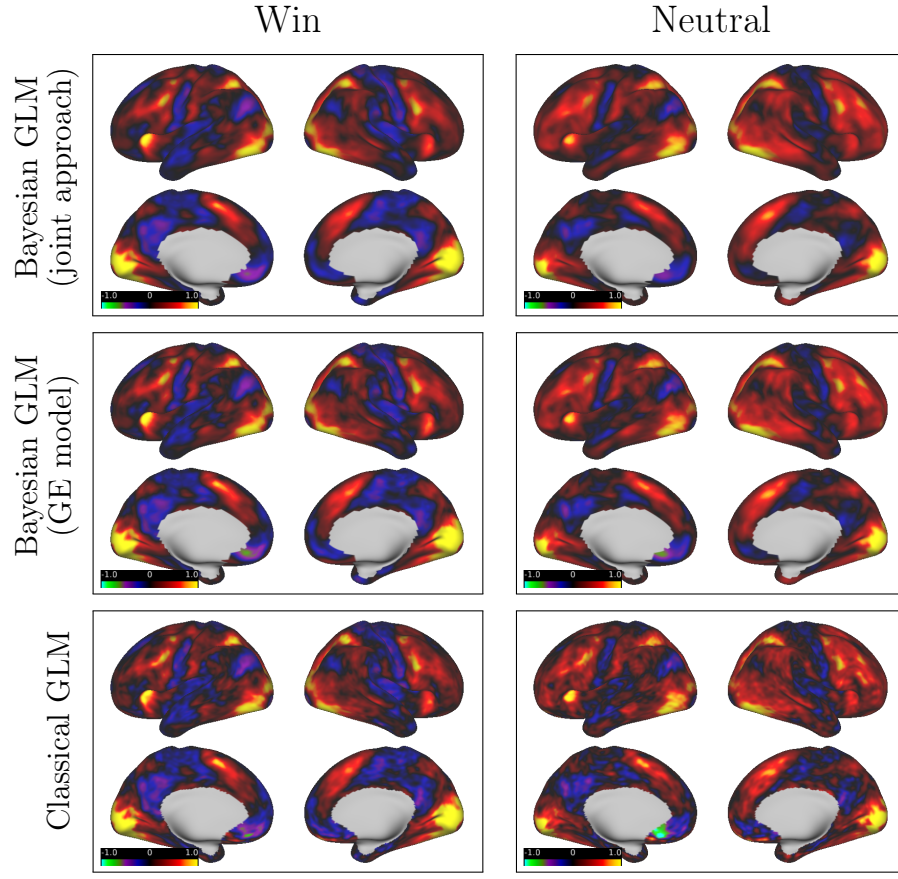 Win Neutral
Bayesian GLM
(joint approach)
-1.0 0 1.0 -1.0 0 1.0
Bayesian GLM
(GE model)
-1.0 0 1.0 -1.0 0 1.0
Classical GLM
-1.0 0 1.0 -1.0 0 1.0